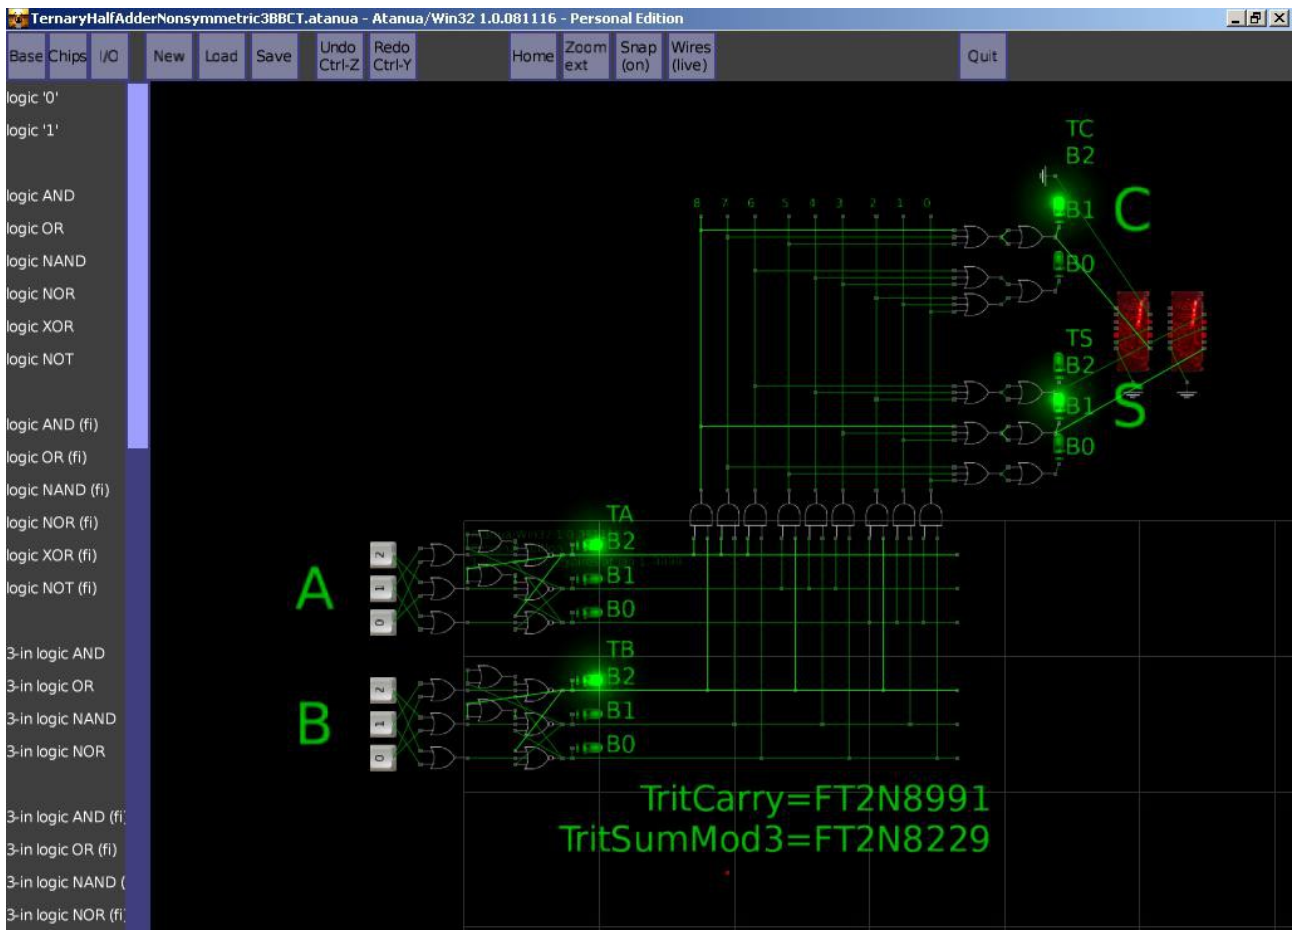 TernaryHalfAdderNonsymmetric3BBCT.atanua - Atanua/Win32 1.0.081116 - Personal Edition
Base Chips I/O New Load Save Undo Ctrl-Z Redo Ctrl-Y Home Zoom ext Snap (on) Wires (live) Quit
logic '0'
logic '1'
logic AND
logic OR
logic NAND
logic NOR
logic XOR
logic NOT
logic AND (fi)
logic OR (fi)
logic NAND (fi)
logic NOR (fi)
logic XOR (fi)
logic NOT (fi)
3-in logic AND
3-in logic OR
3-in logic NAND
3-in logic NOR
3-in logic AND (fi)
3-in logic OR (fi)
3-in logic NAND (
3-in logic NOR (fi)
TC
B2
B1 C
B0
8 7 6 5 4 3 2 1 0
TS
B2
B1 S
B0
TA
B2
B1
B0
A
2
1
0
TB
B2
B1
B0
B
2
1
0
TritCarry=FT2N8991
TritSumMod3=FT2N8229